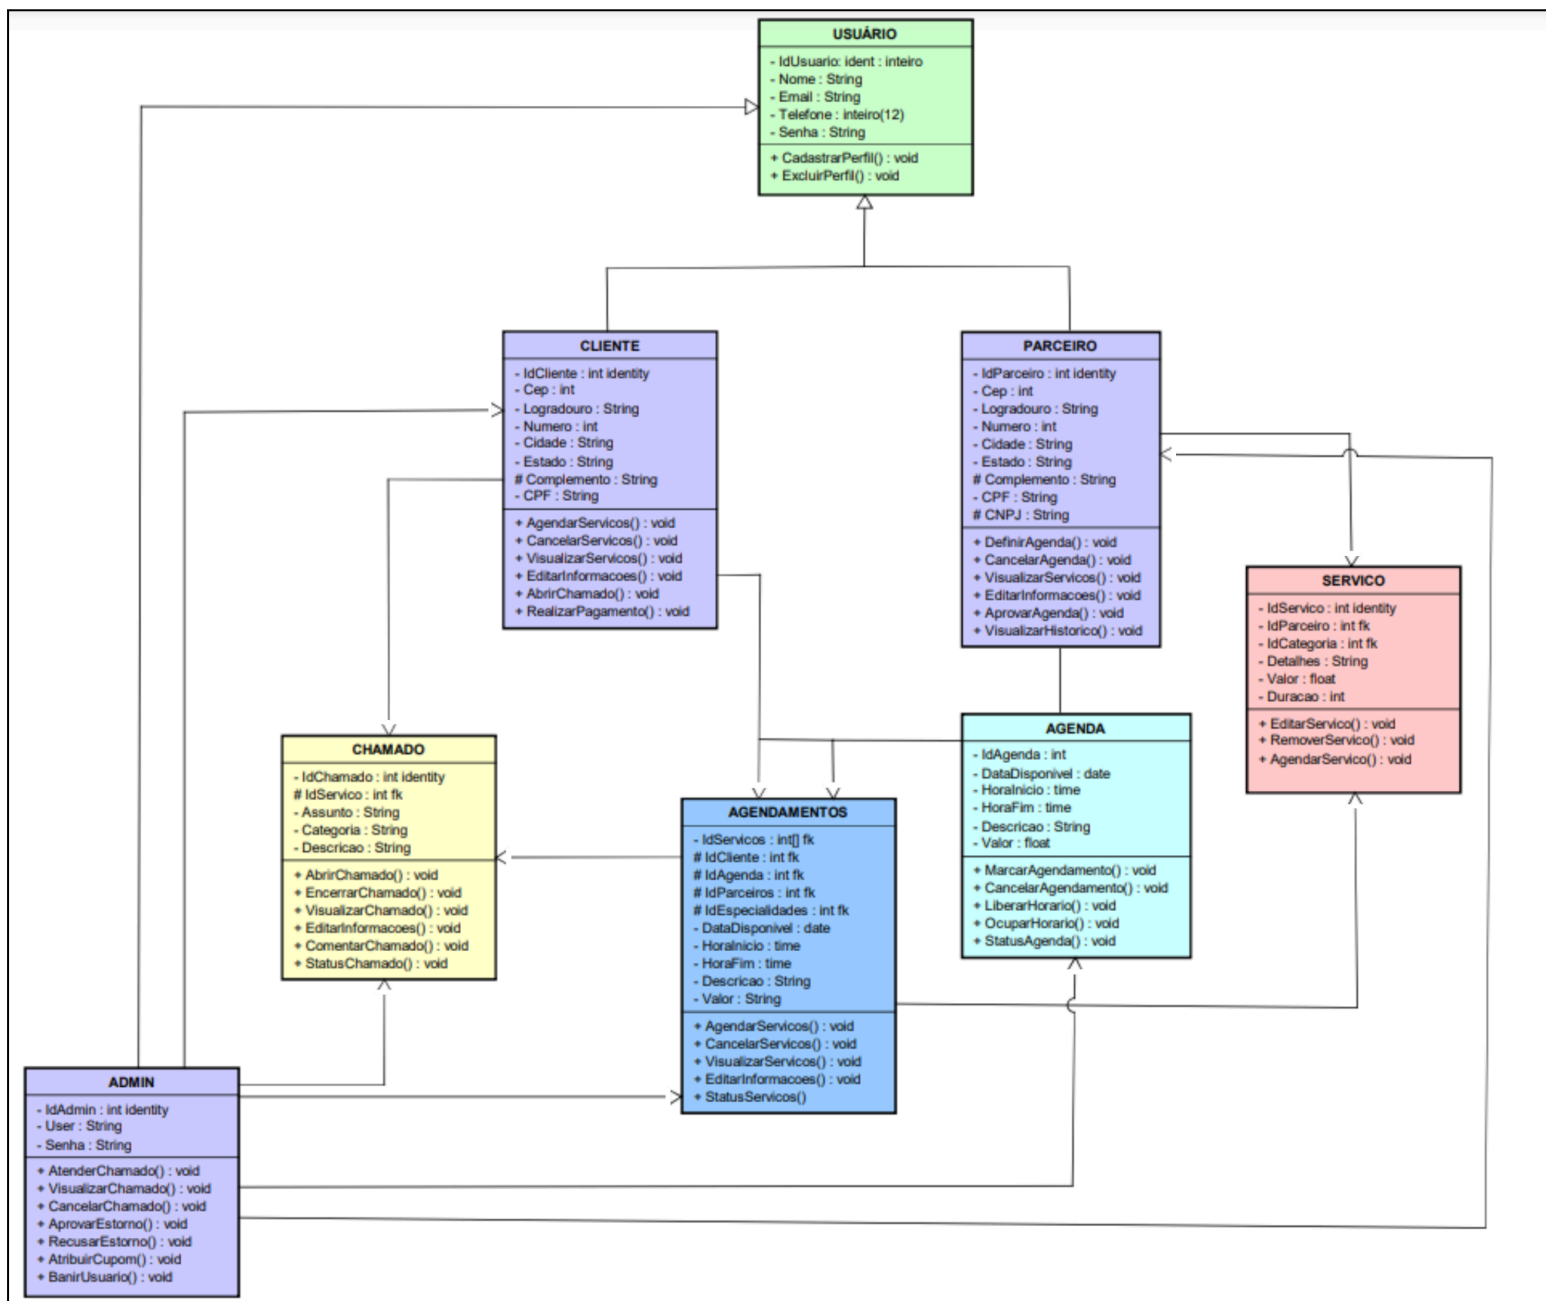 USUÁRIO
- IdUsuario: ident : inteiro
- Nome : String
- Email : String
- Telefone : inteiro(12)
- Senha : String
+ CadastrarPerfil() : void
+ ExcluirPerfil() : void
CLIENTE
- IdCliente : int identity
- Cep : int
- Logradouro : String
- Numero : int
- Cidade : String
- Estado : String
# Complemento : String
- CPF : String
+ AgendarServicos() : void
+ CancelarServicos() : void
+ VisualizarServicos() : void
+ EditarInformacoes() : void
+ AbrirChamado() : void
+ RealizarPagamento() : void
PARCEIRO
- IdParceiro : int identity
- Cep : int
- Logradouro : String
- Numero : int
- Cidade : String
- Estado : String
# Complemento : String
- CPF : String
# CNPJ : String
+ DefinirAgenda() : void
+ CancelarAgenda() : void
+ VisualizarServicos() : void
+ EditarInformacoes() : void
+ AprovarAgenda() : void
+ VisualizarHistorico() : void
SERVICO
- IdServico : int identity
- IdParceiro : int fk
- IdCategoria : int fk
- Detalhes : String
- Valor : float
- Duracao : int
+ EditarServico() : void
+ RemoverServico() : void
+ AgendarServico() : void
CHAMADO
- IdChamado : int identity
# IdServico : int fk
- Assunto : String
- Categoria : String
- Descricao : String
+ AbrirChamado() : void
+ EncerrarChamado() : void
+ VisualizarChamado() : void
+ EditarInformacoes() : void
+ ComentarChamado() : void
+ StatusChamado() : void
AGENDAMENTOS
- IdServicos : int[] fk
# IdCliente : int fk
# IdAgenda : int fk
# IdParceiros : int fk
# IdEspecialidades : int fk
- DataDisponivel : date
- HoraInicio : time
- HoraFim : time
- Descricao : String
- Valor : String
+ AgendarServicos() : void
+ CancelarServicos() : void
+ VisualizarServicos() : void
+ EditarInformacoes() : void
+ StatusServicos()
AGENDA
- IdAgenda : int
- DataDisponivel : date
- HoraInicio : time
- HoraFim : time
- Descricao : String
- Valor : float
+ MarcarAgendamento() : void
+ CancelarAgendamento() : void
+ LiberarHorario() : void
+ OcuparHorario() : void
+ StatusAgenda() : void
ADMIN
- IdAdmin : int identity
- User : String
- Senha : String
+ AtenderChamado() : void
+ VisualizarChamado() : void
+ CancelarChamado() : void
+ AprovarEstorno() : void
+ RecusarEstorno() : void
+ AtribuirCupom() : void
+ BanirUsuario() : void